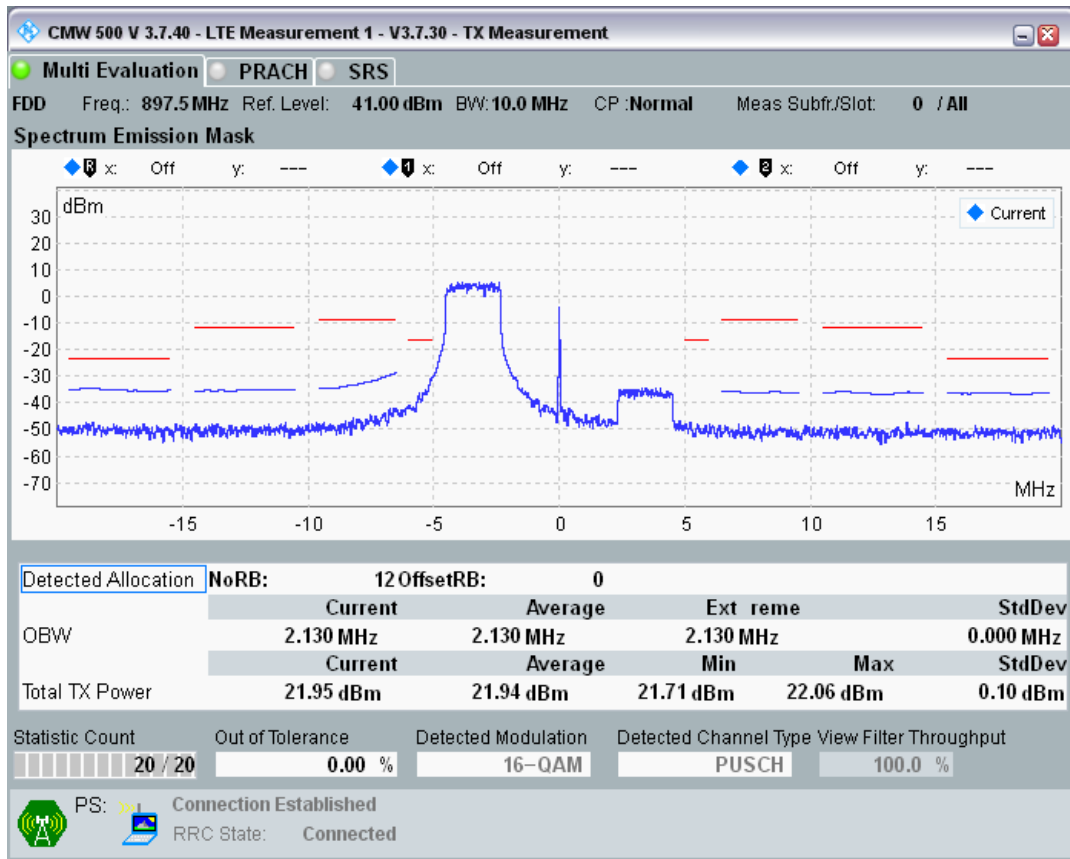 CMW 500 V 3.7.40 - LTE Measurement 1 - V3.7.30 - TX Measurement
Multi Evaluation PRACH SRS
FDD Freq.: 897.5 MHz Ref. Level: 41.00 dBm BW: 10.0 MHz CP :Normal Meas Subfr./Slot: 0 / All
Spectrum Emission Mask
R x: Off y: --- 1 x: Off y: --- 2 x: Off y: ---
dBm
Current
30
20
10
0
-10
-20
-30
-40
-50
-60
-70
MHz
-15 -10 -5 0 5 10 15
Detected Allocation NoRB: 12 OffsetRB: 0
Current Average Ext reme StdDev
OBW 2.130 MHz 2.130 MHz 2.130 MHz 0.000 MHz
Current Average Min Max StdDev
Total TX Power 21.95 dBm 21.94 dBm 21.71 dBm 22.06 dBm 0.10 dBm
Statistic Count Out of Tolerance Detected Modulation Detected Channel Type View Filter Throughput
20 / 20 0.00 % 16-QAM PUSCH 100.0 %
PS: Connection Established
RRC State: Connected